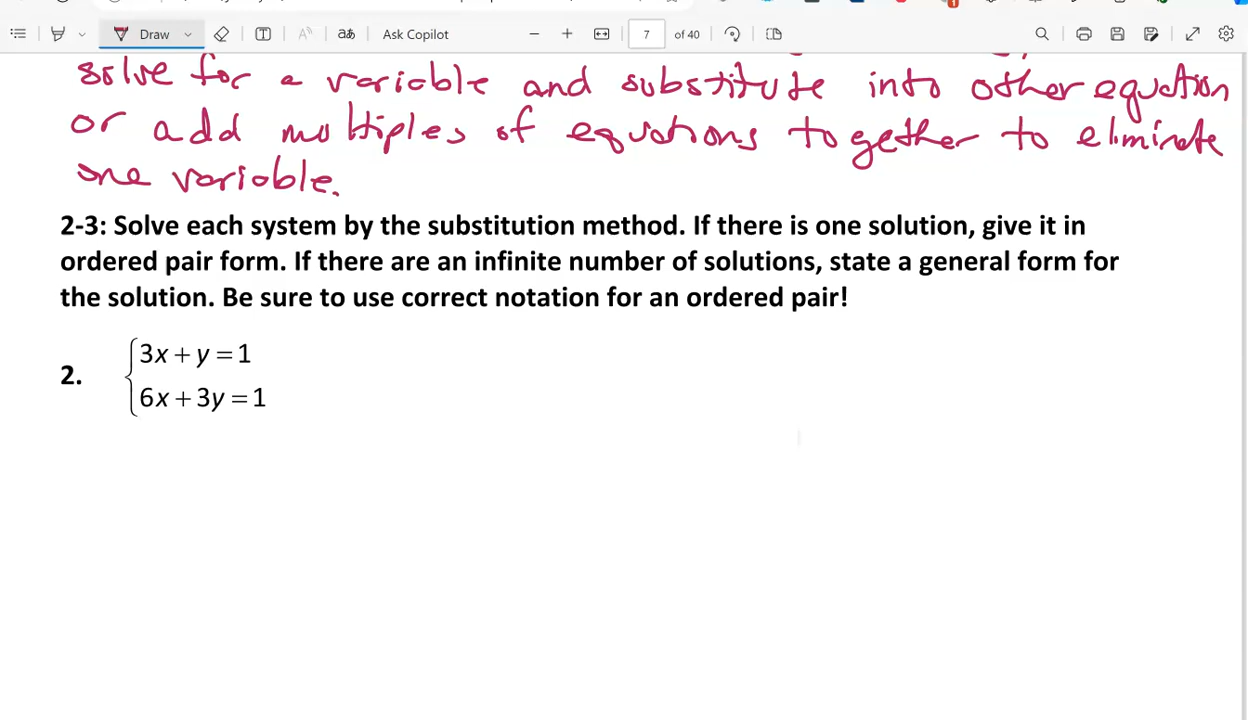 Draw
aあ
Ask Copilot
7 of 40
solve for a variable and substitute into other equation
or add multiples of equations together to eliminate
one variable.
2-3: Solve each system by the substitution method. If there is one solution, give it in
ordered pair form. If there are an infinite number of solutions, state a general form for
the solution. Be sure to use correct notation for an ordered pair!
2.
3x + y = 1
6x + 3y = 1